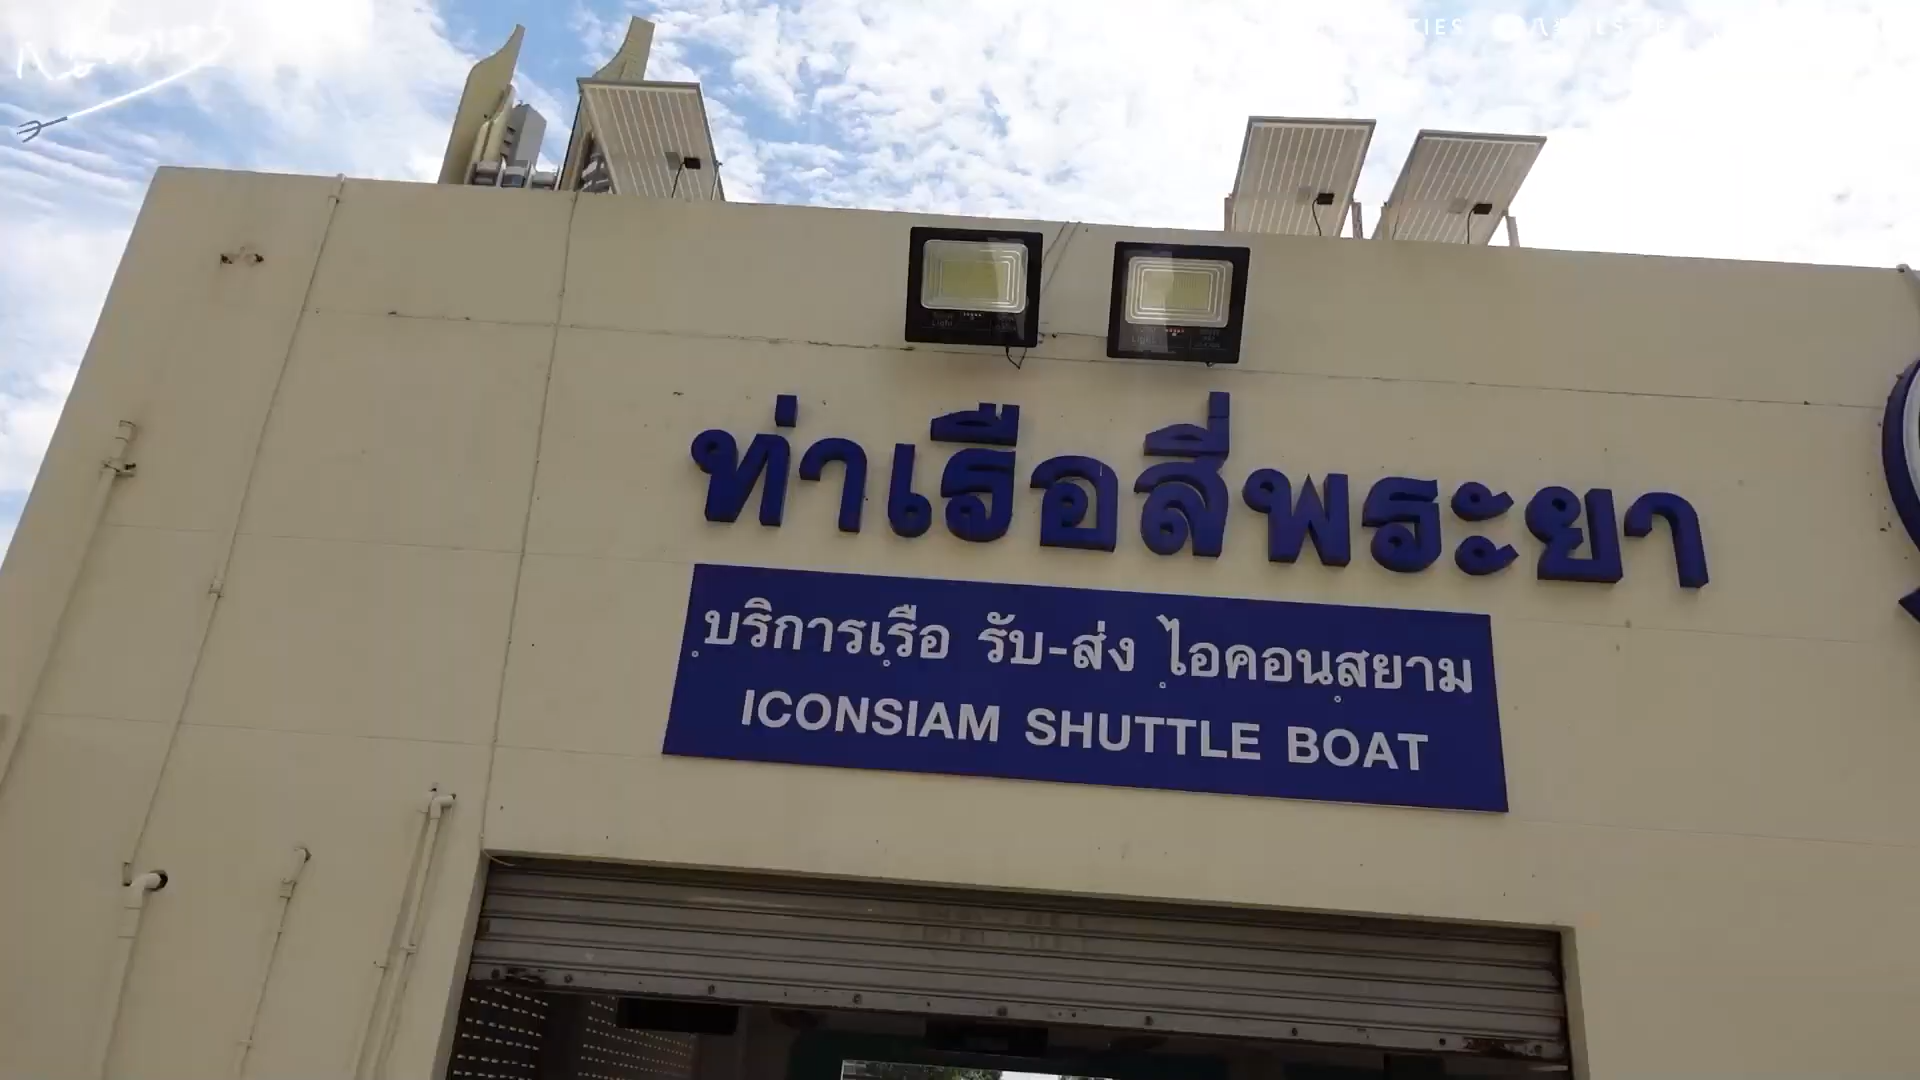 ท่าเรือสี่พระยา
บริการเรือ รับ-ส่ง ไอคอนสยาม
ICONSIAM SHUTTLE BOAT